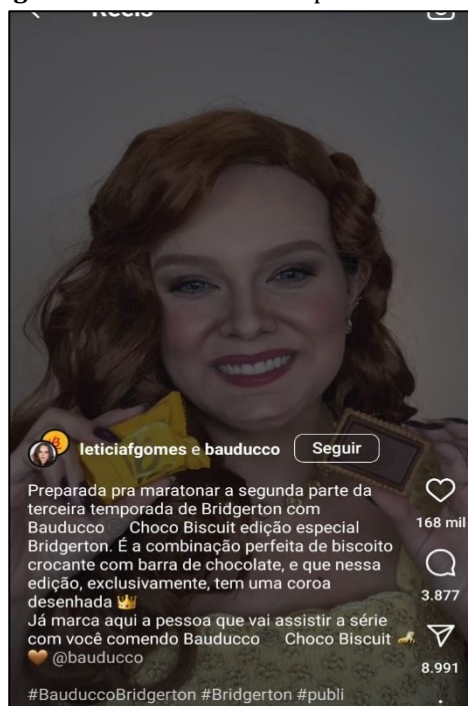 Reels
leticiafgomes e bauducco
Seguir
Preparada pra maratonar a segunda parte da
terceira temporada de Bridgerton com
Bauducco Choco Biscuit edição especial
Bridgerton. É a combinação perfeita de biscoito
crocante com barra de chocolate, e que nessa
edição, exclusivamente, tem uma coroa
desenhada 👑
Já marca aqui a pessoa que vai assistir a série
com você comendo Bauducco Choco Biscuit
🧡 @bauducco
#BauduccoBridgerton #Bridgerton #publi
168 mil
3.877
8.991